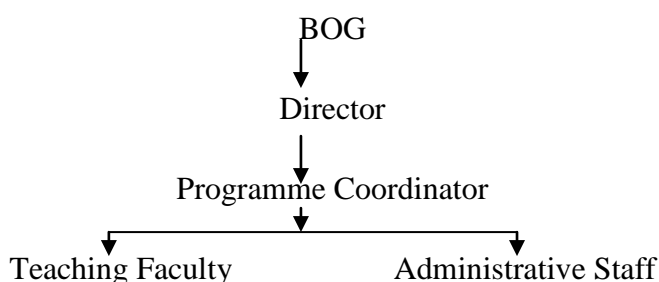 BOG
Director
Programme Coordinator
Teaching Faculty Administrative Staff